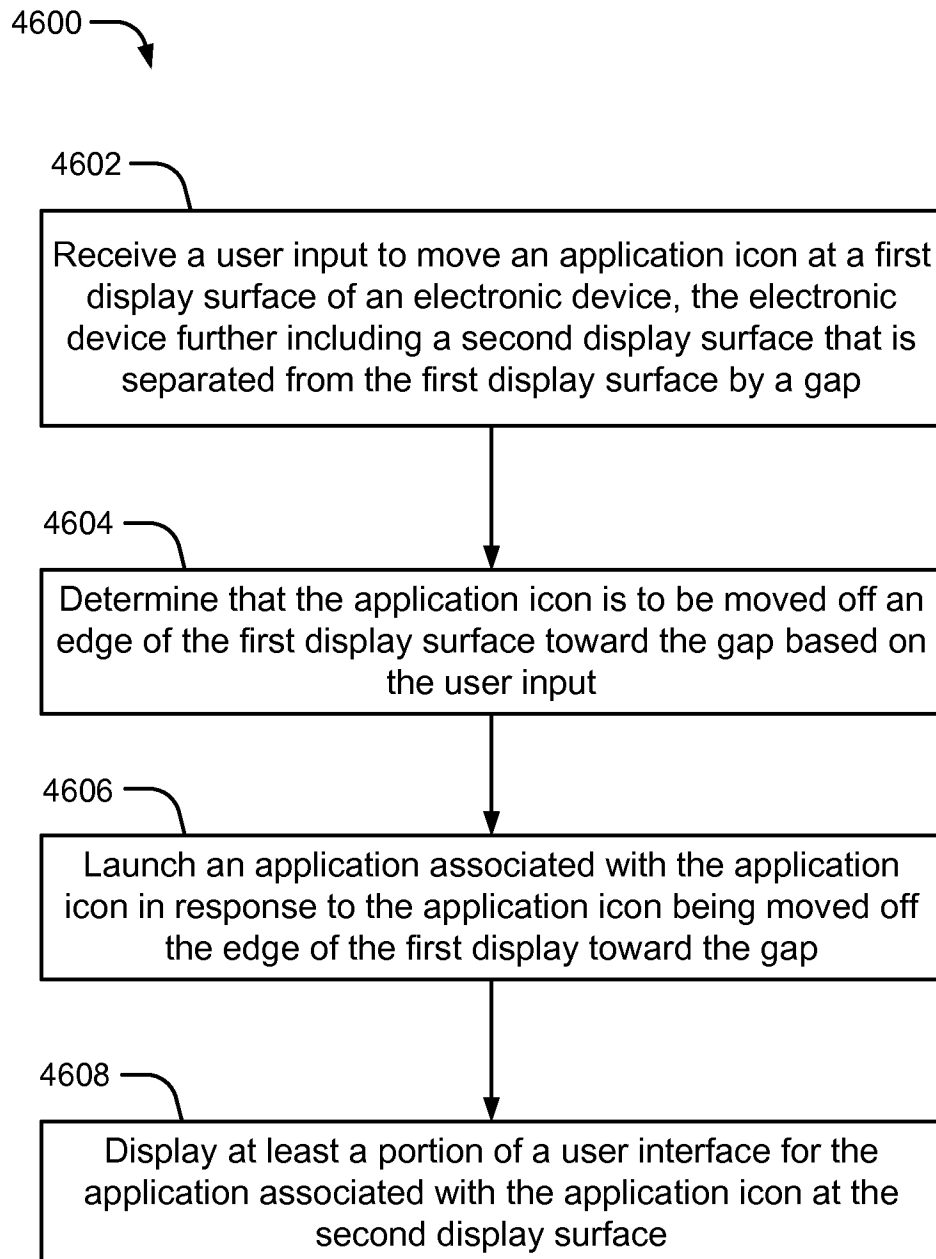 4600
4602
Receive a user input to move an application icon at a first
display surface of an electronic device, the electronic
device further including a second display surface that is
separated from the first display surface by a gap
4604
Determine that the application icon is to be moved off an
edge of the first display surface toward the gap based on
the user input
4606
Launch an application associated with the application
icon in response to the application icon being moved off
the edge of the first display toward the gap
4608
Display at least a portion of a user interface for the
application associated with the application icon at the
second display surface